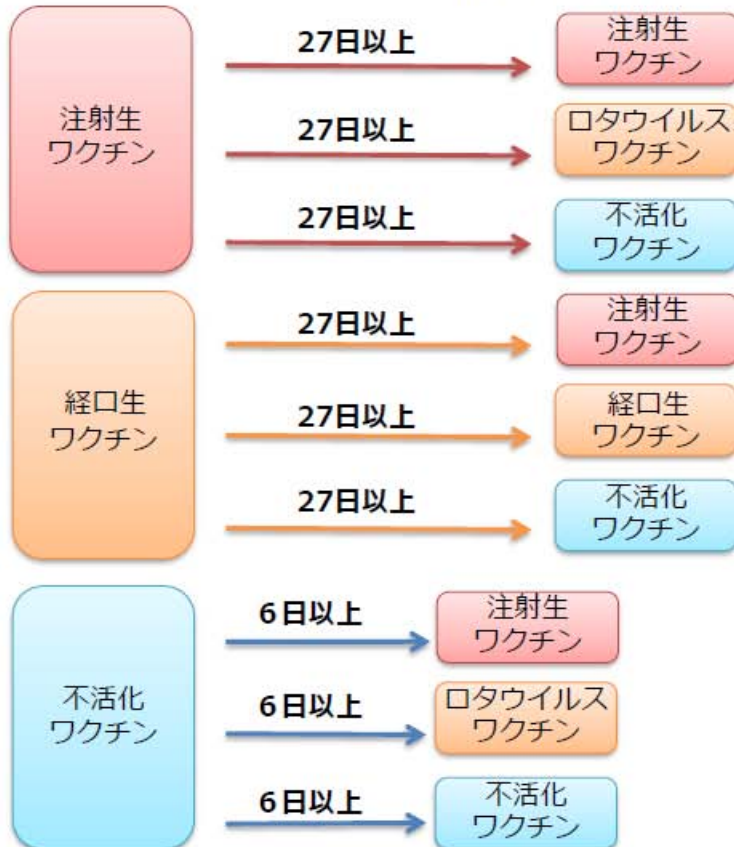 注射生
ワクチン
27日以上
注射生
ワクチン
27日以上
ロタウイルス
ワクチン
27日以上
不活化
ワクチン
経口生
ワクチン
27日以上
注射生
ワクチン
27日以上
経口生
ワクチン
27日以上
不活化
ワクチン
不活化
ワクチン
6日以上
注射生
ワクチン
6日以上
ロタウイルス
ワクチン
6日以上
不活化
ワクチン